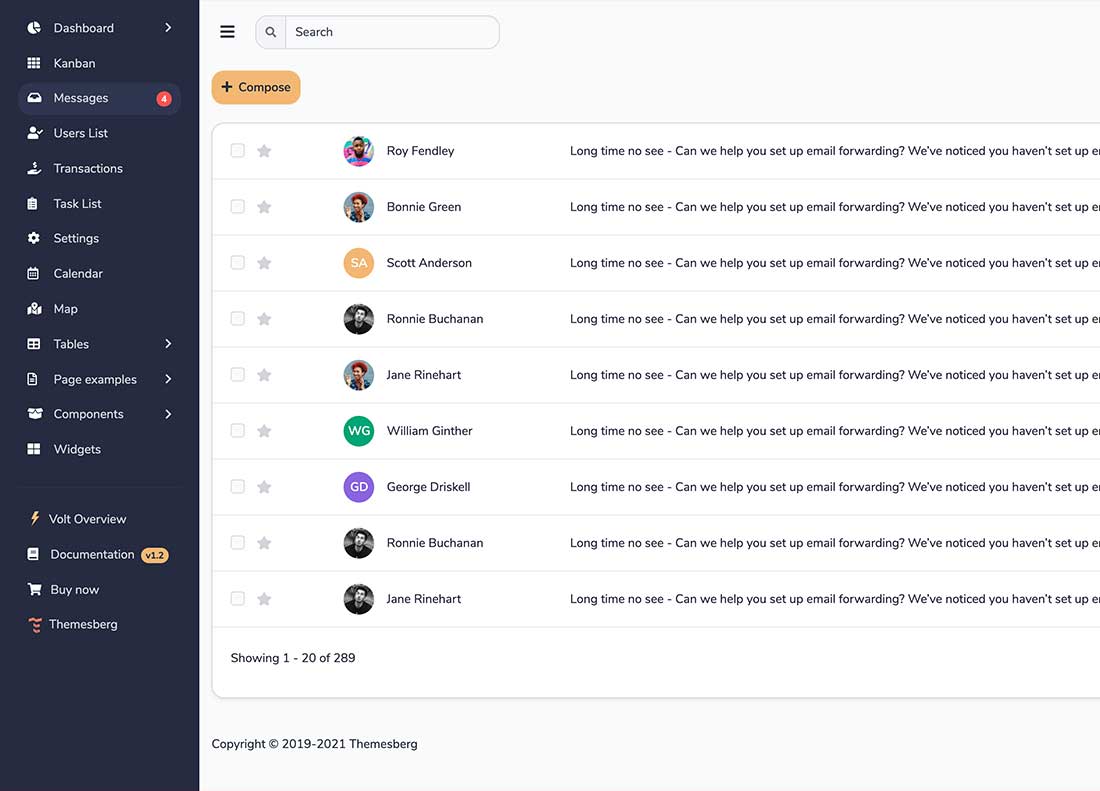 Dashboard
Kanban
Messages 4
Users List
Transactions
Task List
Settings
Calendar
Map
Tables
Page examples
Components
Widgets
Volt Overview
Documentation v1.2
Buy now
Themesberg
Search
Compose
Roy Fendley Long time no see - Can we help you set up email forwarding? We've noticed you haven't set up e
Bonnie Green Long time no see - Can we help you set up email forwarding? We've noticed you haven't set up e
SA Scott Anderson Long time no see - Can we help you set up email forwarding? We've noticed you haven't set up e
Ronnie Buchanan Long time no see - Can we help you set up email forwarding? We've noticed you haven't set up e
Jane Rinehart Long time no see - Can we help you set up email forwarding? We've noticed you haven't set up e
WG William Ginther Long time no see - Can we help you set up email forwarding? We've noticed you haven't set up e
GD George Driskell Long time no see - Can we help you set up email forwarding? We've noticed you haven't set up e
Ronnie Buchanan Long time no see - Can we help you set up email forwarding? We've noticed you haven't set up e
Jane Rinehart Long time no see - Can we help you set up email forwarding? We've noticed you haven't set up e
Showing 1 - 20 of 289
Copyright © 2019-2021 Themesberg